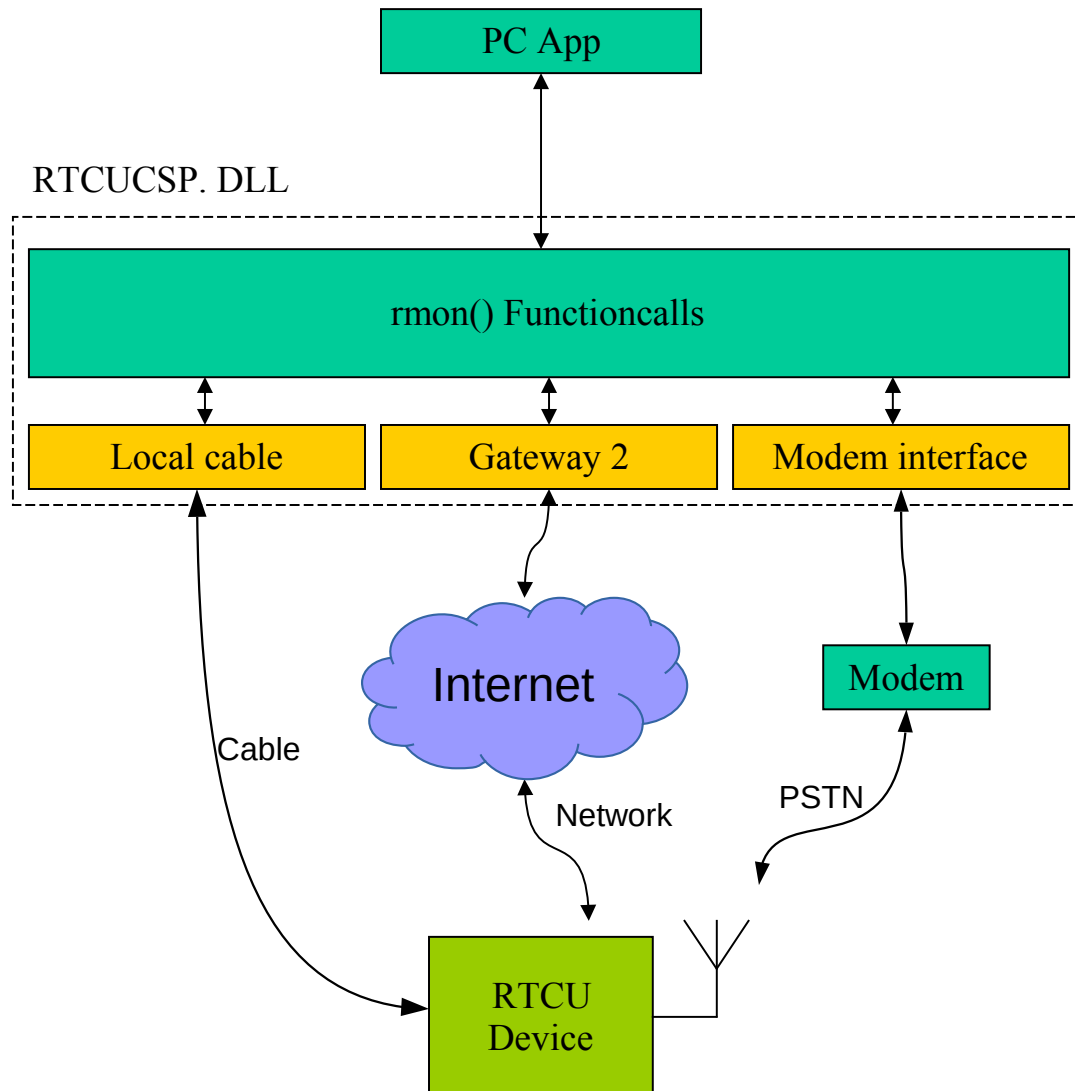 PC App
RTCUCSP. DLL
rmon() Functioncalls
Local cable
Gateway 2
Modem interface
Internet
Modem
Cable
Network
PSTN
RTCU
Device